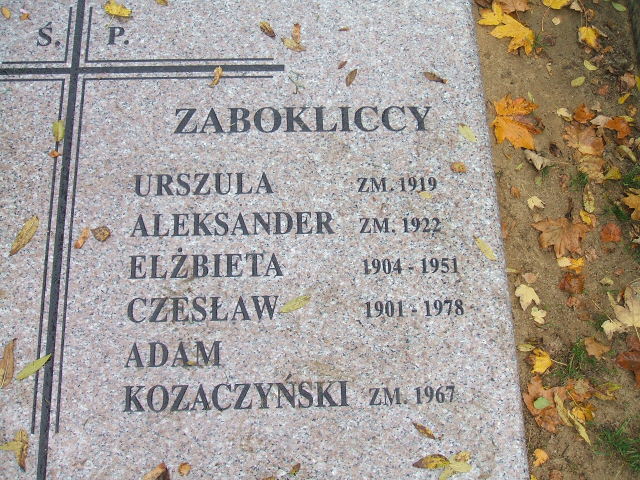 Ś. P.
ZABOKLICCY
URSZULA ZM. 1919
ALEKSANDER ZM. 1922
ELŻBIETA 1904 - 1951
CZESŁAW 1901 - 1978
ADAM
KOZACZYŃSKI ZM. 1967